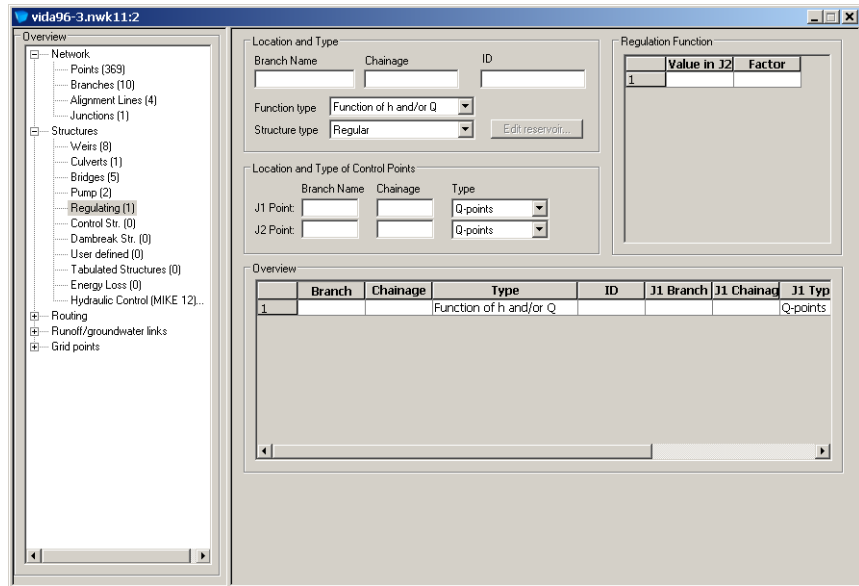 vida96-3.nwk11:2
Overview
Network
Points (369)
Branches (10)
Alignment Lines (4)
Junctions (1)
Structures
Weirs (8)
Culverts (1)
Bridges (5)
Pump (2)
Regulating (1)
Control Str. (0)
Dambreak Str. (0)
User defined (0)
Tabulated Structures (0)
Energy Loss (0)
Hydraulic Control (MIKE 12)...
Routing
Runoff/groundwater links
Grid points
Location and Type
Branch Name Chainage ID
Function type Function of h and/or Q
Structure type Regular Edit reservoir...
Location and Type of Control Points
Branch Name Chainage Type
J1 Point: Q-points
J2 Point: Q-points
Regulation Function
Value in J2 Factor
1
Overview
Branch Chainage Type ID J1 Branch J1 Chainag J1 Typ
1 Function of h and/or Q Q-points